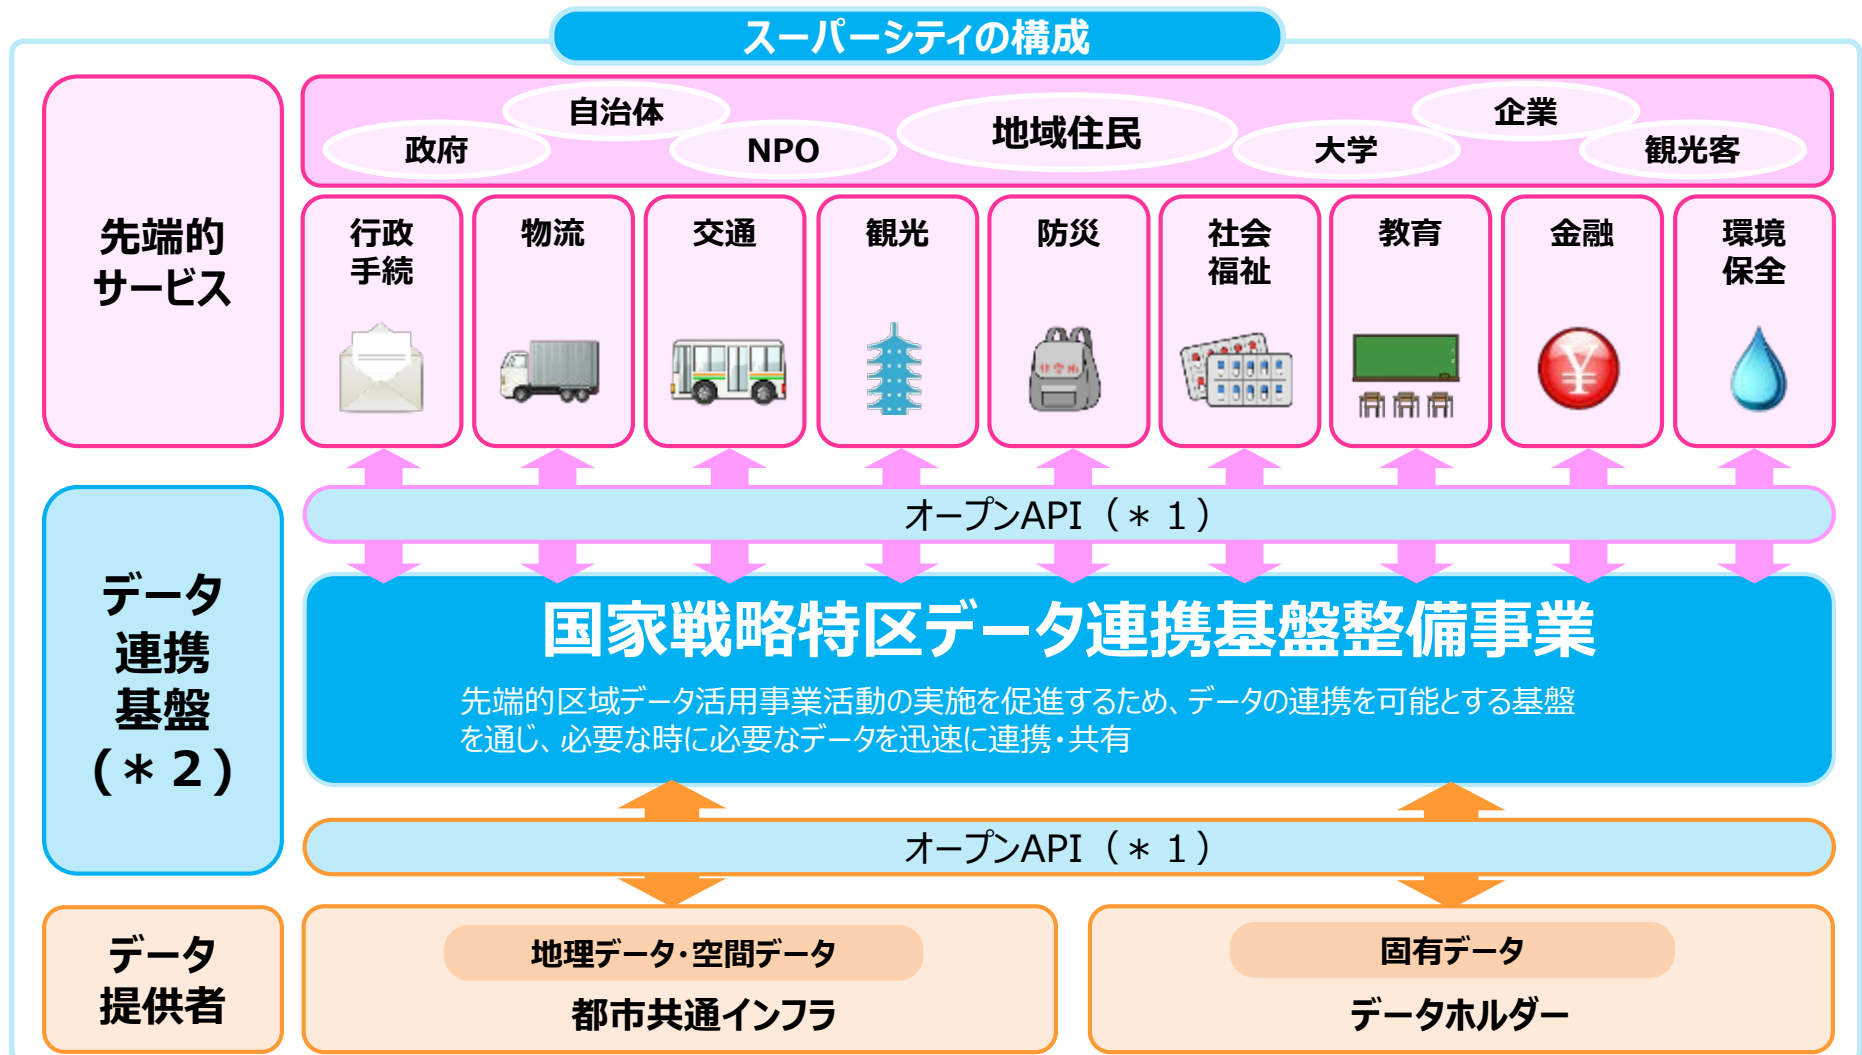 スーパーシティの構成
先端的
サービス
自治体
企業
政府
NPO
地域住民
大学
観光客
行政
手続
物流
交通
観光
防災
社会
福祉
教育
金融
環境
保全
オープンAPI（＊１）
データ
連携
基盤
(＊２)
国家戦略特区データ連携基盤整備事業
先端的区域データ活用事業活動の実施を促進するため、データの連携を可能とする基盤
を通じ、必要な時に必要なデータを迅速に連携・共有
オープンAPI（＊１）
データ
提供者
地理データ・空間データ
都市共通インフラ
固有データ
データホルダー